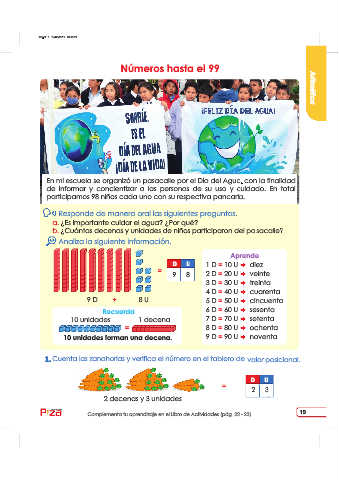 Números hasta el 99
Aritmética
SONRÍE,
ES EL
DÍA DEL AGUA
¡DÍA DE LA VIDA!
¡FELIZ DÍA DEL AGUA!
En mi escuela se organizó un pasacalle por el Día del Agua, con la finalidad
de informar y concientizar a las personas de su uso y cuidado. En total
participamos 98 niños cada uno con su respectiva pancarta.
Responde de manera oral las siguientes preguntas.
a. ¿Es importante cuidar el agua? ¿Por qué?
b. ¿Cuántas decenas y unidades de niños participaron del pasacalle?
Analiza la siguiente información.
9 D + 8 U
=
D U
9 8
Recuerda
10 unidades 1 decena
=
10 unidades forman una decena.
Aprende
1 D = 10 U ➜ diez
2 D = 20 U ➜ veinte
3 D = 30 U ➜ treinta
4 D = 40 U ➜ cuarenta
5 D = 50 U ➜ cincuenta
6 D = 60 U ➜ sesenta
7 D = 70 U ➜ setenta
8 D = 80 U ➜ ochenta
9 D = 90 U ➜ noventa
1. Cuenta las zanahorias y verifica el número en el tablero de valor posicional.
=
D U
2 3
2 decenas y 3 unidades
Complementa tu aprendizaje en el Libro de Actividades (pág. 22 - 23)
19